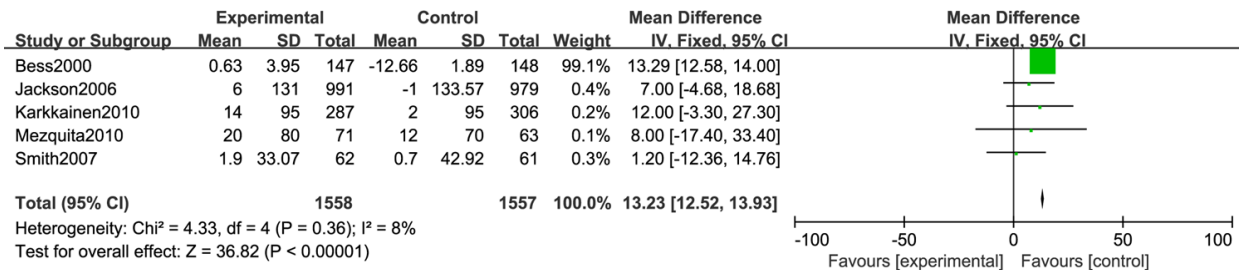 Experimental Control Mean Difference Mean Difference
Study or Subgroup Mean SD Total Mean SD Total Weight IV, Fixed, 95% CI IV, Fixed, 95% CI
Bess2000 0.63 3.95 147 -12.66 1.89 148 99.1% 13.29 [12.58, 14.00]
Jackson2006 6 131 991 -1 133.57 979 0.4% 7.00 [-4.68, 18.68]
Karkkainen2010 14 95 287 2 95 306 0.2% 12.00 [-3.30, 27.30]
Mezquita2010 20 80 71 12 70 63 0.1% 8.00 [-17.40, 33.40]
Smith2007 1.9 33.07 62 0.7 42.92 61 0.3% 1.20 [-12.36, 14.76]
Total (95% CI) 1558 1557 100.0% 13.23 [12.52, 13.93]
Heterogeneity: Chi² = 4.33, df = 4 (P = 0.36); I² = 8%
Test for overall effect: Z = 36.82 (P < 0.00001)
-100 -50 0 50 100
Favours [experimental] Favours [control]